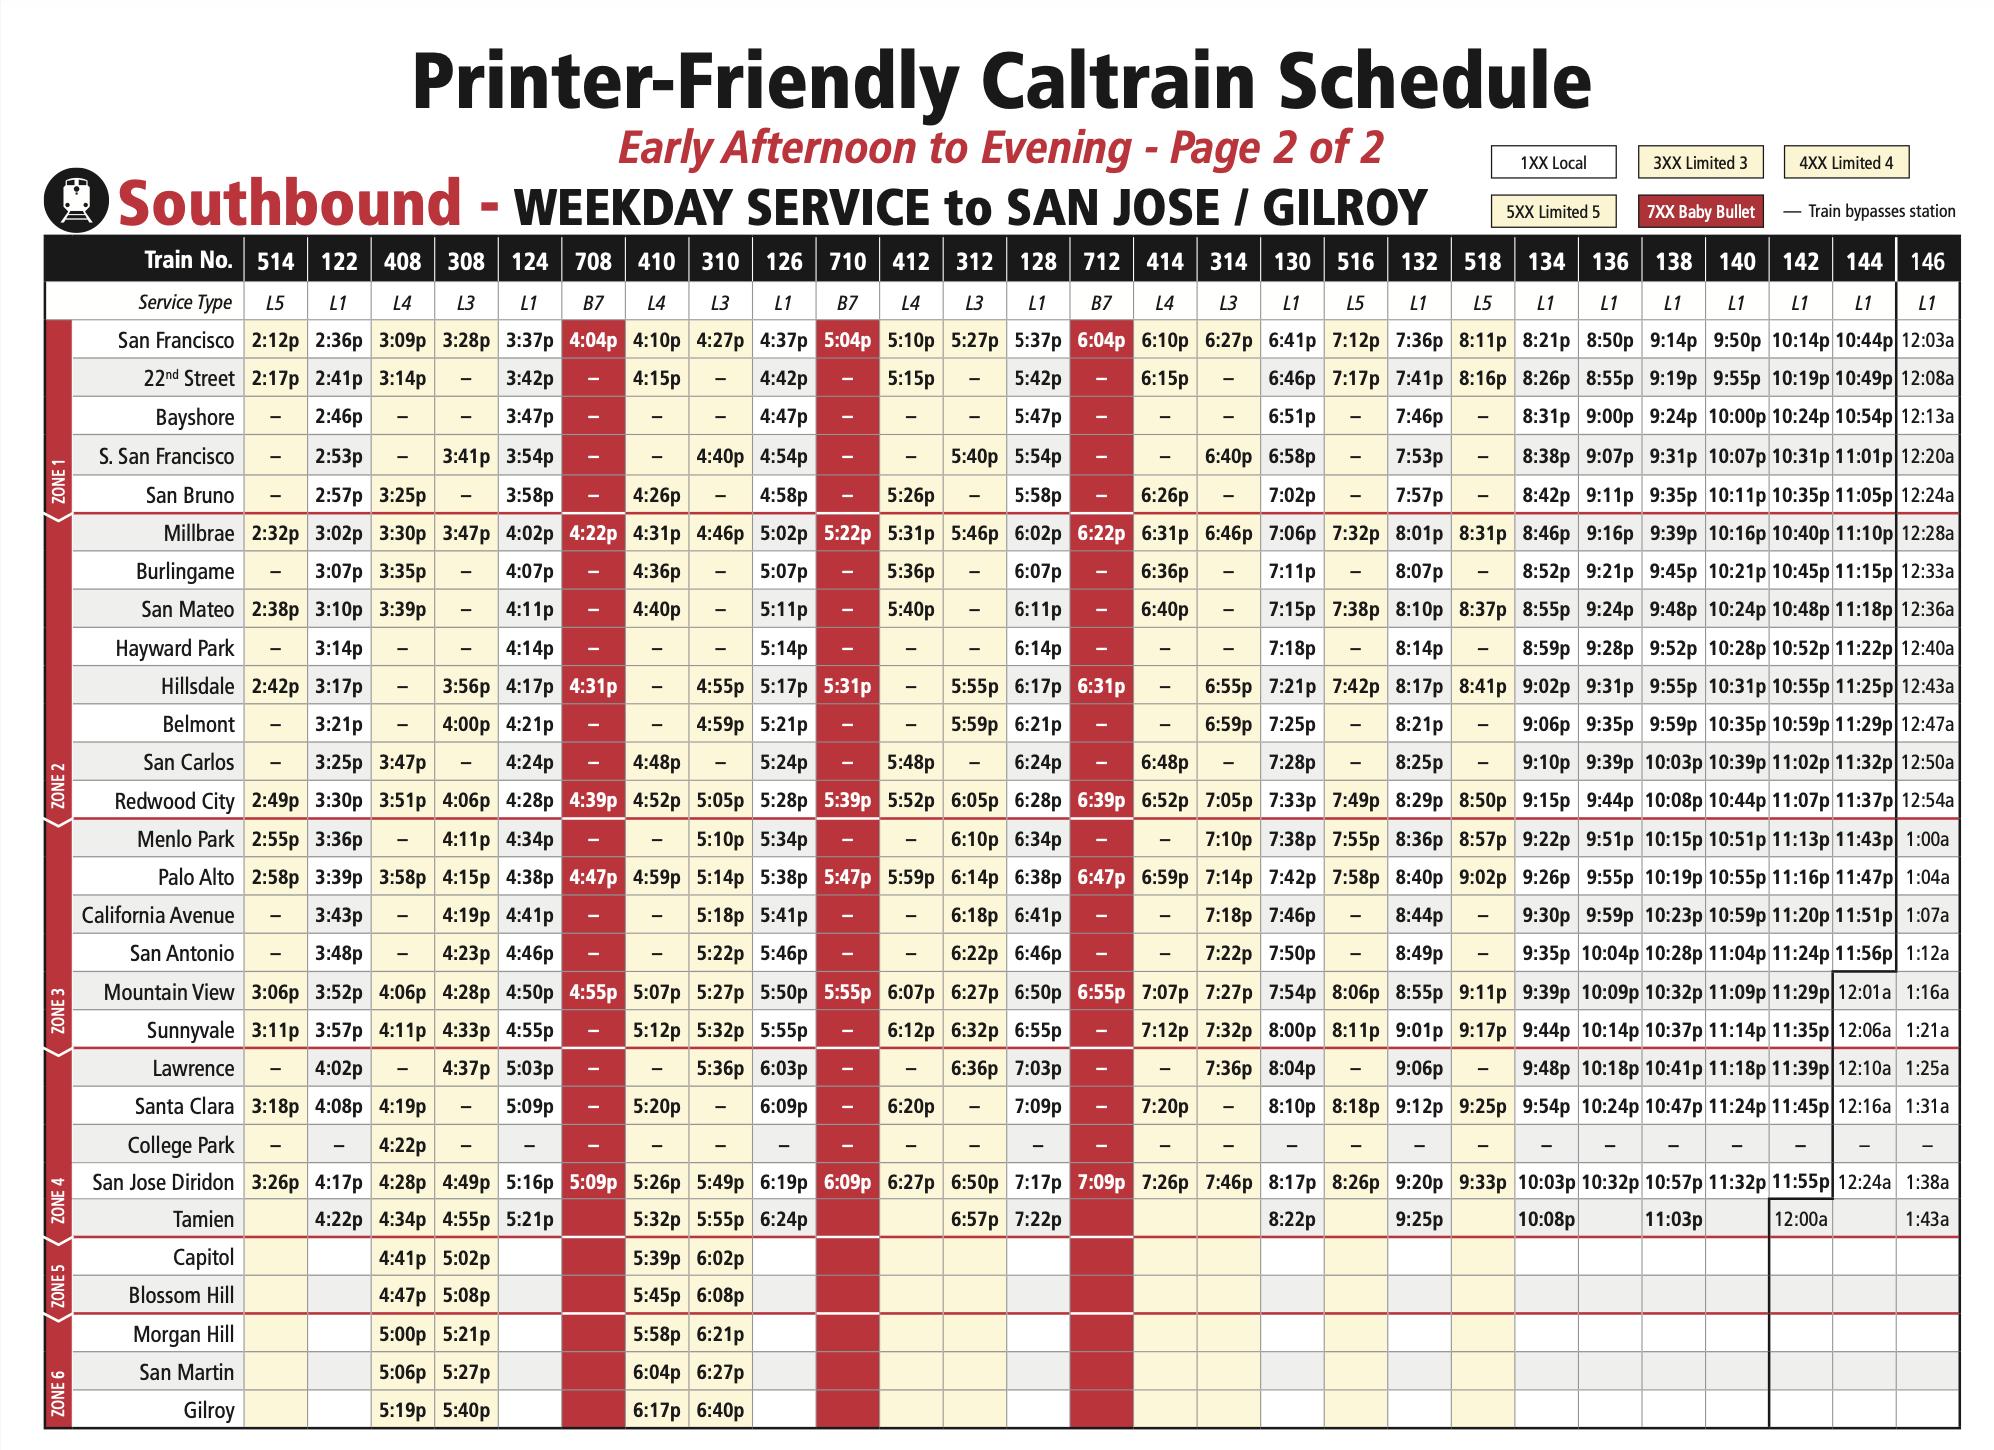 Printer-Friendly Caltrain Schedule
Early Afternoon to Evening - Page 2 of 2
1XX Local 3XX Limited 3 4XX Limited 4
Southbound - WEEKDAY SERVICE to SAN JOSE / GILROY
5XX Limited 5 7XX Baby Bullet — Train bypasses station
Train No. 514 122 408 308 124 708 410 310 126 710 412 312 128 712 414 314 130 516 132 518 134 136 138 140 142 144 146
Service Type L5 L1 L4 L3 L1 B7 L4 L3 L1 B7 L4 L3 L1 B7 L4 L3 L1 L5 L1 L5 L1 L1 L1 L1 L1 L1 L1
ZONE 1
San Francisco 2:12p 2:36p 3:09p 3:28p 3:37p 4:04p 4:10p 4:27p 4:37p 5:04p 5:10p 5:27p 5:37p 6:04p 6:10p 6:27p 6:41p 7:12p 7:36p 8:11p 8:21p 8:50p 9:14p 9:50p 10:14p 10:44p 12:03a
22nd Street 2:17p 2:41p 3:14p – 3:42p – 4:15p – 4:42p – 5:15p – 5:42p – 6:15p – 6:46p 7:17p 7:41p 8:16p 8:26p 8:55p 9:19p 9:55p 10:19p 10:49p 12:08a
Bayshore – 2:46p – – 3:47p – – – 4:47p – – – 5:47p – – – 6:51p – 7:46p – 8:31p 9:00p 9:24p 10:00p 10:24p 10:54p 12:13a
S. San Francisco – 2:53p – 3:41p 3:54p – – 4:40p 4:54p – – 5:40p 5:54p – – 6:40p 6:58p – 7:53p – 8:38p 9:07p 9:31p 10:07p 10:31p 11:01p 12:20a
San Bruno – 2:57p 3:25p – 3:58p – 4:26p – 4:58p – 5:26p – 5:58p – 6:26p – 7:02p – 7:57p – 8:42p 9:11p 9:35p 10:11p 10:35p 11:05p 12:24a
ZONE 2
Millbrae 2:32p 3:02p 3:30p 3:47p 4:02p 4:22p 4:31p 4:46p 5:02p 5:22p 5:31p 5:46p 6:02p 6:22p 6:31p 6:46p 7:06p 7:32p 8:01p 8:31p 8:46p 9:16p 9:39p 10:16p 10:40p 11:10p 12:28a
Burlingame – 3:07p 3:35p – 4:07p – 4:36p – 5:07p – 5:36p – 6:07p – 6:36p – 7:11p – 8:07p – 8:52p 9:21p 9:45p 10:21p 10:45p 11:15p 12:33a
San Mateo 2:38p 3:10p 3:39p – 4:11p – 4:40p – 5:11p – 5:40p – 6:11p – 6:40p – 7:15p 7:38p 8:10p 8:37p 8:55p 9:24p 9:48p 10:24p 10:48p 11:18p 12:36a
Hayward Park – 3:14p – – 4:14p – – – 5:14p – – – 6:14p – – – 7:18p – 8:14p – 8:59p 9:28p 9:52p 10:28p 10:52p 11:22p 12:40a
Hillsdale 2:42p 3:17p – 3:56p 4:17p 4:31p – 4:55p 5:17p 5:31p – 5:55p 6:17p 6:31p – 6:55p 7:21p 7:42p 8:17p 8:41p 9:02p 9:31p 9:55p 10:31p 10:55p 11:25p 12:43a
Belmont – 3:21p – 4:00p 4:21p – – 4:59p 5:21p – – 5:59p 6:21p – – 6:59p 7:25p – 8:21p – 9:06p 9:35p 9:59p 10:35p 10:59p 11:29p 12:47a
San Carlos – 3:25p 3:47p – 4:24p – 4:48p – 5:24p – 5:48p – 6:24p – 6:48p – 7:28p – 8:25p – 9:10p 9:39p 10:03p 10:39p 11:02p 11:32p 12:50a
Redwood City 2:49p 3:30p 3:51p 4:06p 4:28p 4:39p 4:52p 5:05p 5:28p 5:39p 5:52p 6:05p 6:28p 6:39p 6:52p 7:05p 7:33p 7:49p 8:29p 8:50p 9:15p 9:44p 10:08p 10:44p 11:07p 11:37p 12:54a
ZONE 3
Menlo Park 2:55p 3:36p – 4:11p 4:34p – – 5:10p 5:34p – – 6:10p 6:34p – – 7:10p 7:38p 7:55p 8:36p 8:57p 9:22p 9:51p 10:15p 10:51p 11:13p 11:43p 1:00a
Palo Alto 2:58p 3:39p 3:58p 4:15p 4:38p 4:47p 4:59p 5:14p 5:38p 5:47p 5:59p 6:14p 6:38p 6:47p 6:59p 7:14p 7:42p 7:58p 8:40p 9:02p 9:26p 9:55p 10:19p 10:55p 11:16p 11:47p 1:04a
California Avenue – 3:43p – 4:19p 4:41p – – 5:18p 5:41p – – 6:18p 6:41p – – 7:18p 7:46p – 8:44p – 9:30p 9:59p 10:23p 10:59p 11:20p 11:51p 1:07a
San Antonio – 3:48p – 4:23p 4:46p – – 5:22p 5:46p – – 6:22p 6:46p – – 7:22p 7:50p – 8:49p – 9:35p 10:04p 10:28p 11:04p 11:24p 11:56p 1:12a
Mountain View 3:06p 3:52p 4:06p 4:28p 4:50p 4:55p 5:07p 5:27p 5:50p 5:55p 6:07p 6:27p 6:50p 6:55p 7:07p 7:27p 7:54p 8:06p 8:55p 9:11p 9:39p 10:09p 10:32p 11:09p 11:29p 12:01a 1:16a
Sunnyvale 3:11p 3:57p 4:11p 4:33p 4:55p – 5:12p 5:32p 5:55p – 6:12p 6:32p 6:55p – 7:12p 7:32p 8:00p 8:11p 9:01p 9:17p 9:44p 10:14p 10:37p 11:14p 11:35p 12:06a 1:21a
ZONE 4
Lawrence – 4:02p – 4:37p 5:03p – – 5:36p 6:03p – – 6:36p 7:03p – – 7:36p 8:04p – 9:06p – 9:48p 10:18p 10:41p 11:18p 11:39p 12:10a 1:25a
Santa Clara 3:18p 4:08p 4:19p – 5:09p – 5:20p – 6:09p – 6:20p – 7:09p – 7:20p – 8:10p 8:18p 9:12p 9:25p 9:54p 10:24p 10:47p 11:24p 11:45p 12:16a 1:31a
College Park – – 4:22p – – – – – – – – – – – – – – – – – – – – – – – –
San Jose Diridon 3:26p 4:17p 4:28p 4:49p 5:16p 5:09p 5:26p 5:49p 6:19p 6:09p 6:27p 6:50p 7:17p 7:09p 7:26p 7:46p 8:17p 8:26p 9:20p 9:33p 10:03p 10:32p 10:57p 11:32p 11:55p 12:24a 1:38a
Tamien 4:22p 4:34p 4:55p 5:21p 5:32p 5:55p 6:24p 6:57p 7:22p 8:22p 9:25p 10:08p 11:03p 12:00a 1:43a
ZONE 5
Capitol 4:41p 5:02p 5:39p 6:02p
Blossom Hill 4:47p 5:08p 5:45p 6:08p
ZONE 6
Morgan Hill 5:00p 5:21p 5:58p 6:21p
San Martin 5:06p 5:27p 6:04p 6:27p
Gilroy 5:19p 5:40p 6:17p 6:40p